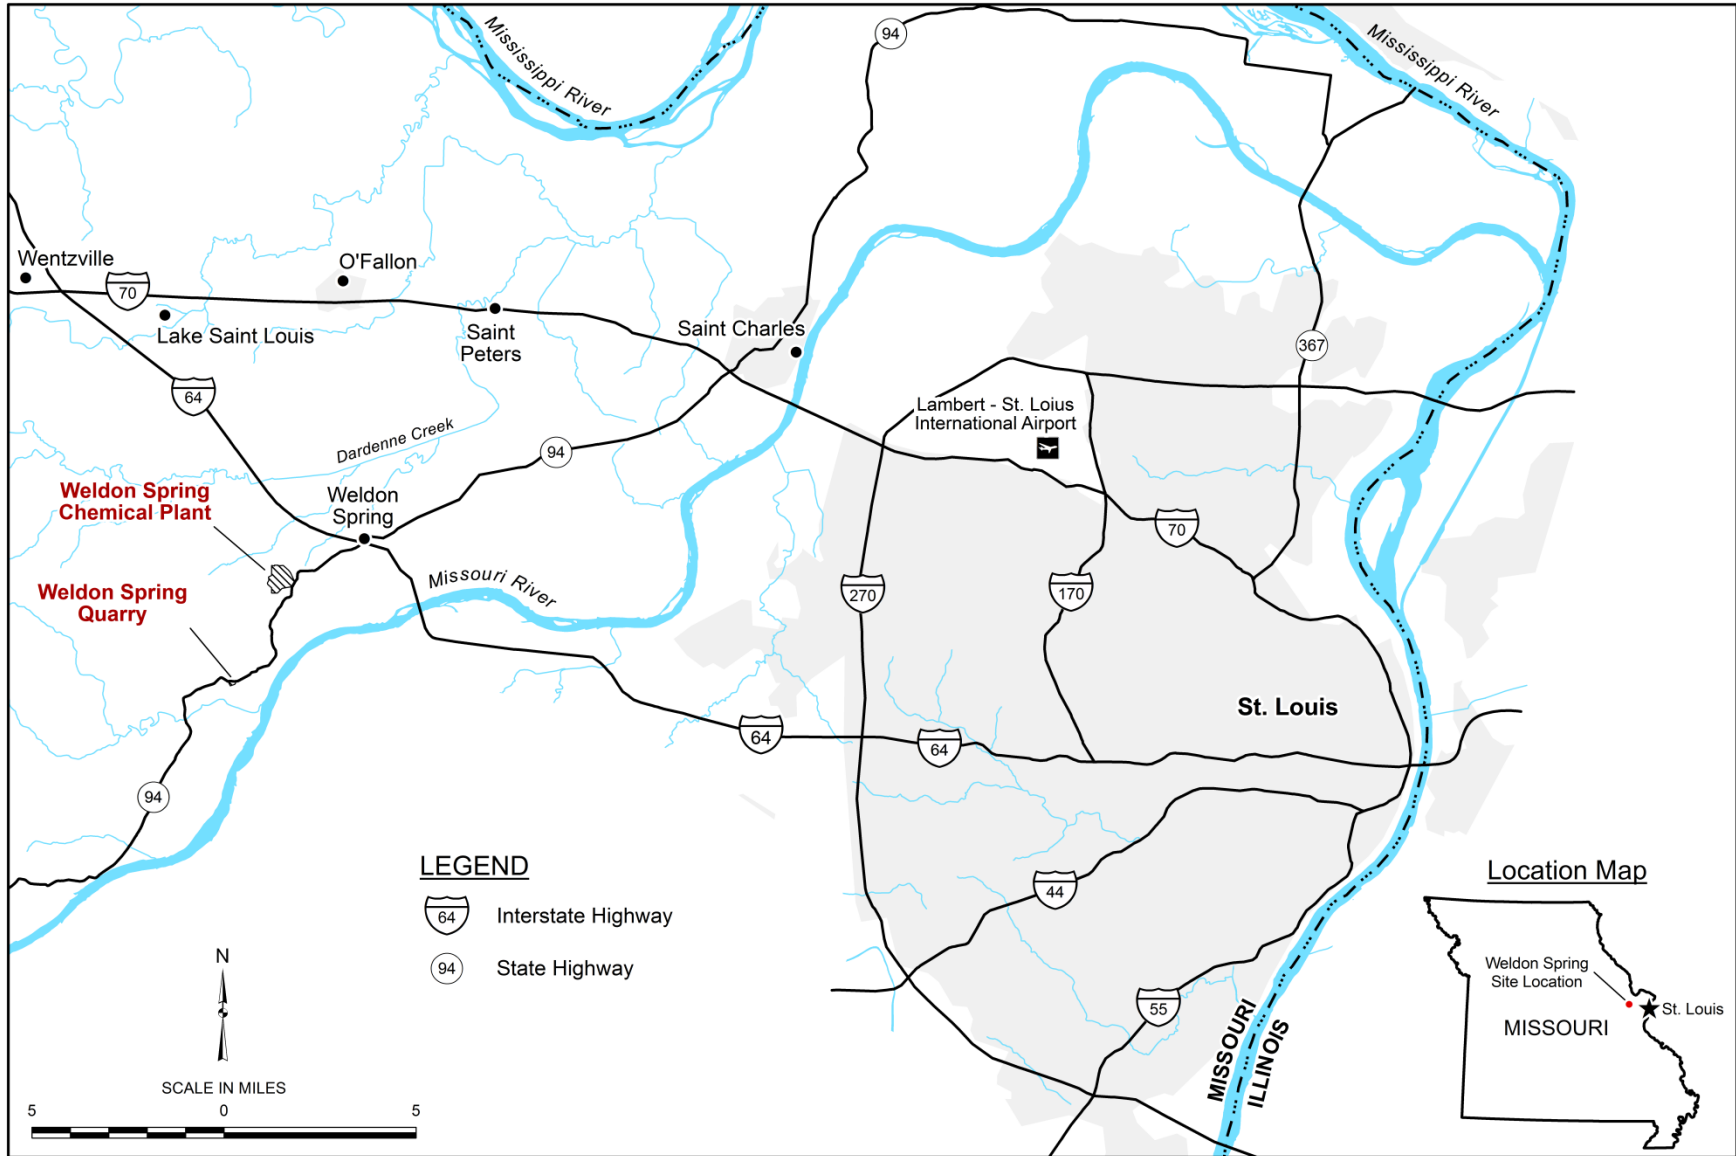 Mississippi River
94
Mississippi River
Wentzville
O'Fallon
70
Lake Saint Louis
Saint
Peters
Saint Charles
367
64
Lambert - St. Loius
International Airport
Dardenne Creek
94
Weldon Spring
Chemical Plant
Weldon
Spring
70
Missouri River
270
170
Weldon Spring
Quarry
St. Louis
64
64
94
44
55
MISSOURI
ILLINOIS
LEGEND
64
Interstate Highway
94
State Highway
N
SCALE IN MILES
5
0
5
Location Map
Weldon Spring
Site Location
St. Louis
MISSOURI